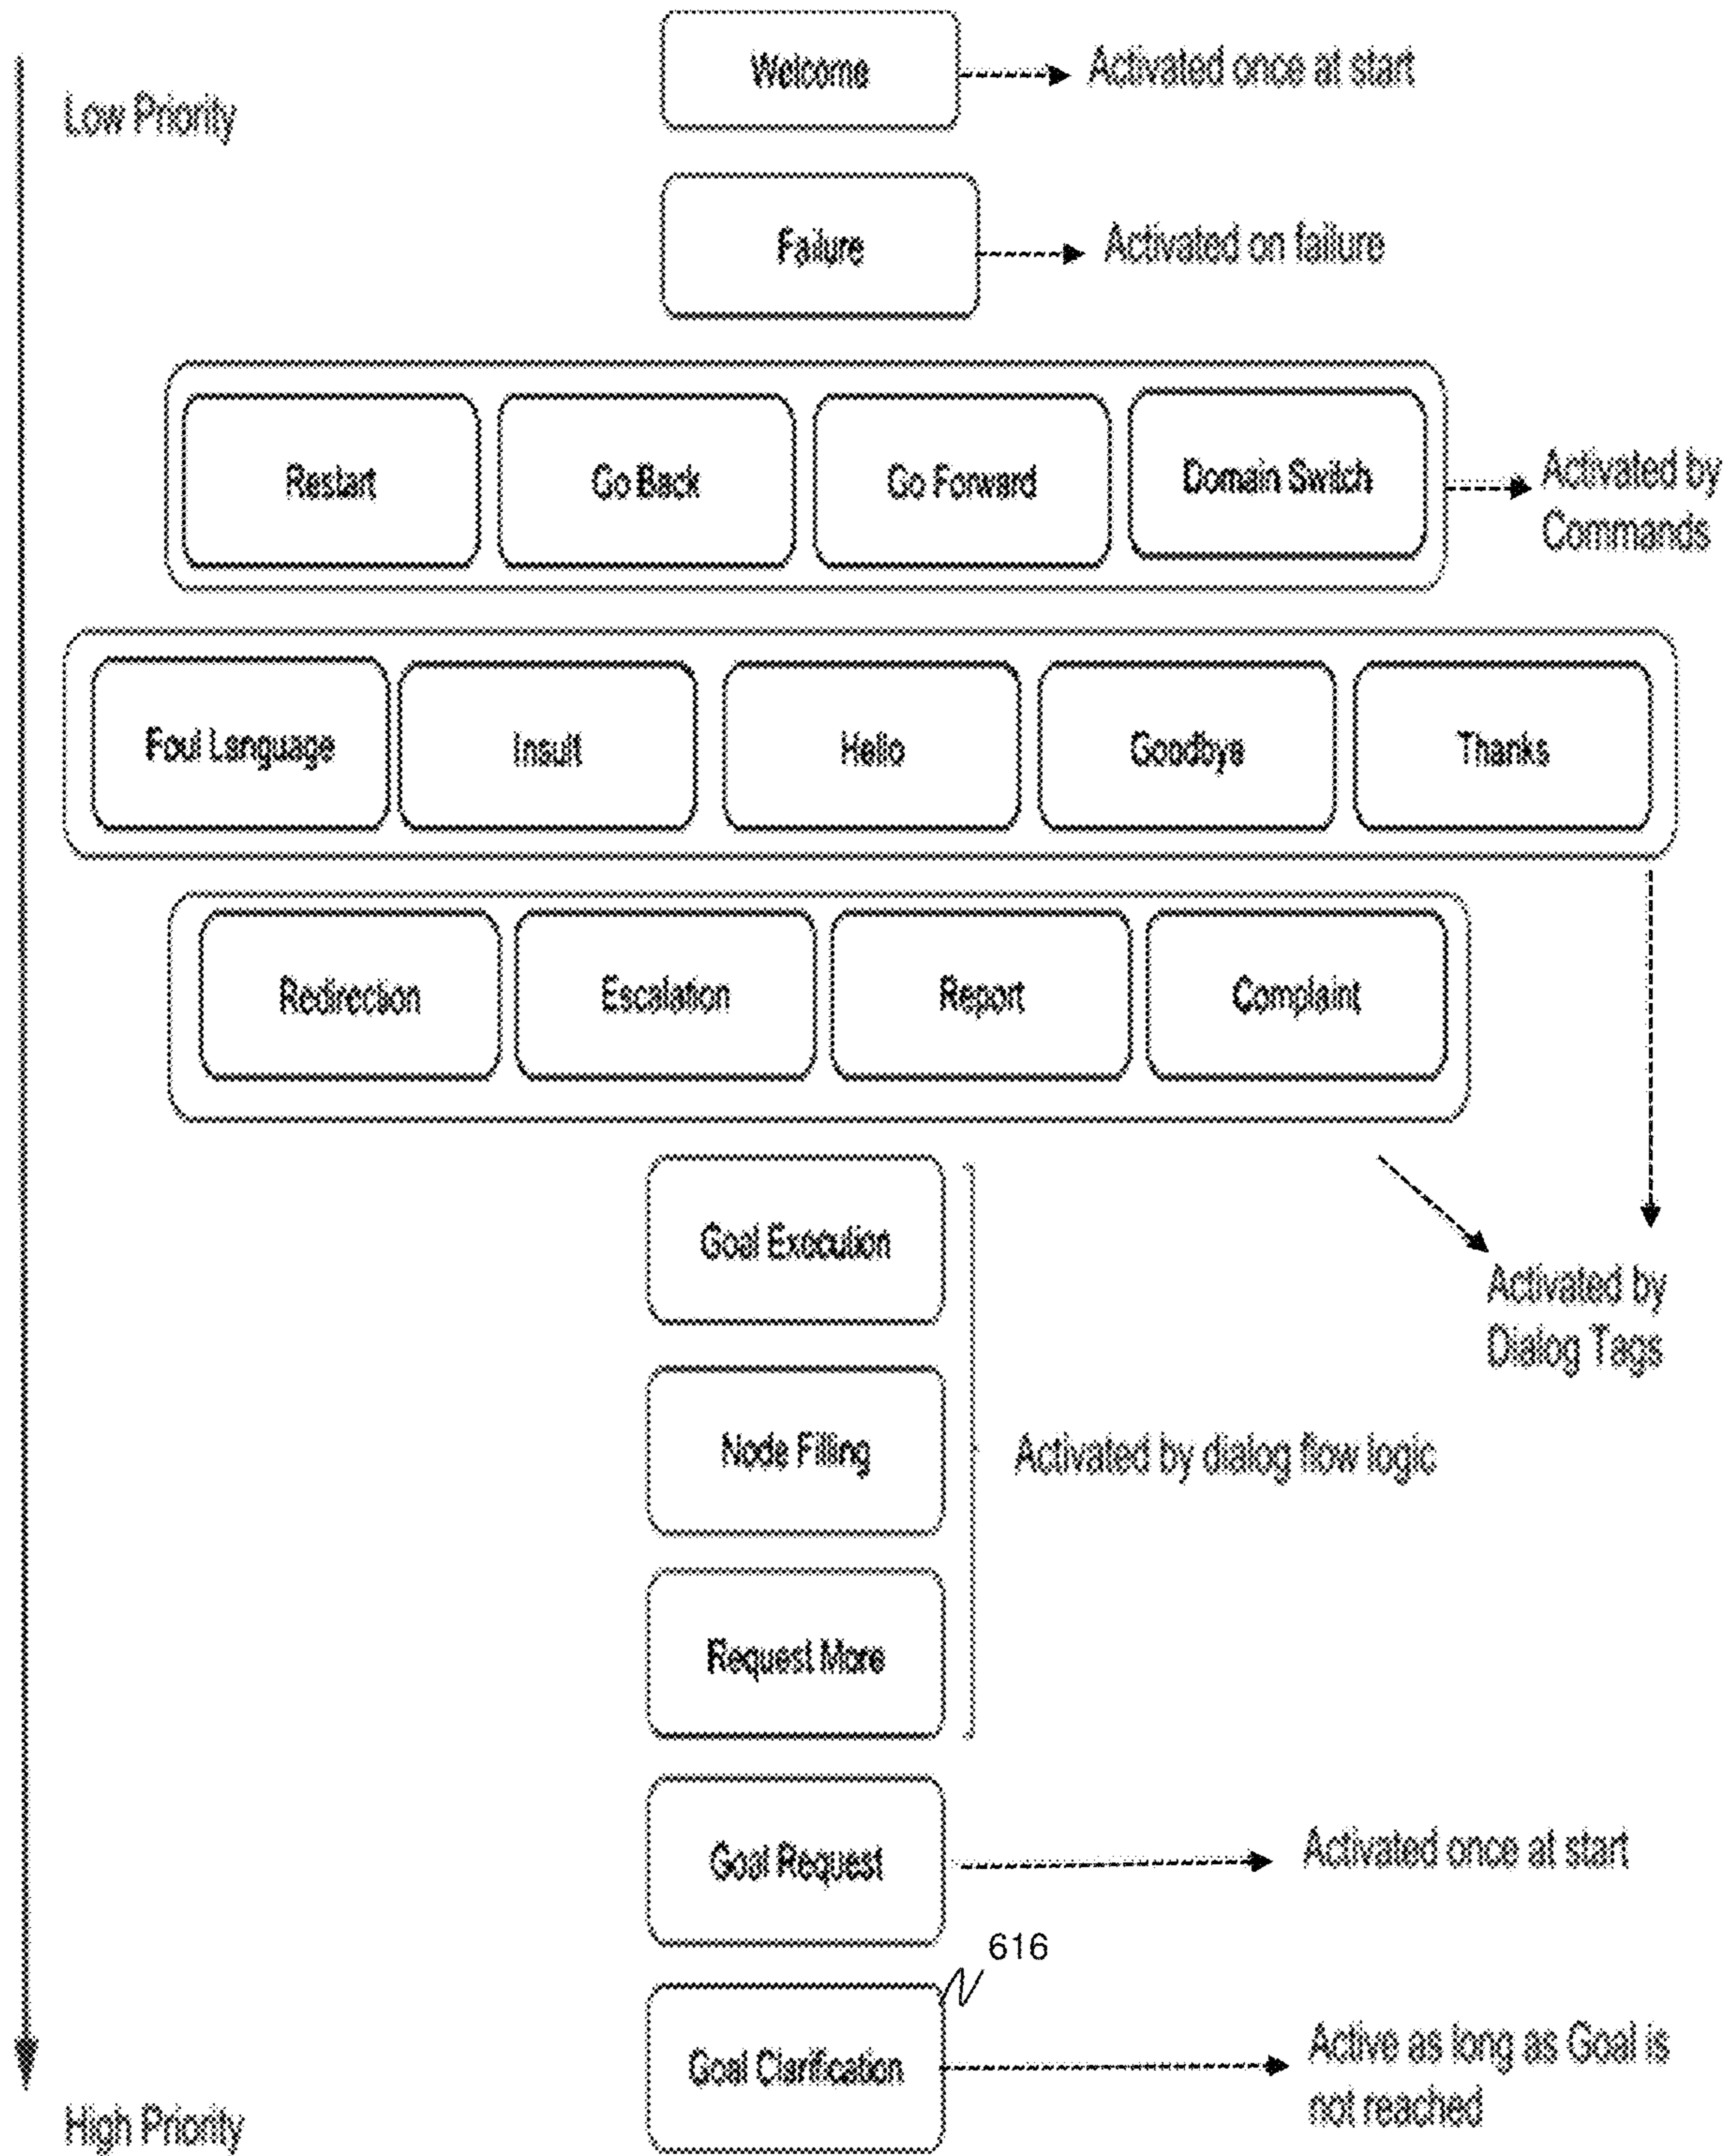 Welcome
Activated once at start
Low Priority
Failure
Activated on failure
Restart
Go Back
Go Forward
Domain Switch
Activated by
Commands
Foul Language
Insult
Hello
Goodbye
Thanks
Redirection
Escalation
Report
Complaint
Goal Execution
Activated by
Dialog Tags
Node Filling
Activated by dialog flow logic
Request More
Goal Request
Activated once at start
616
Goal Clarification
Active as long as Goal is
not reached
High Priority